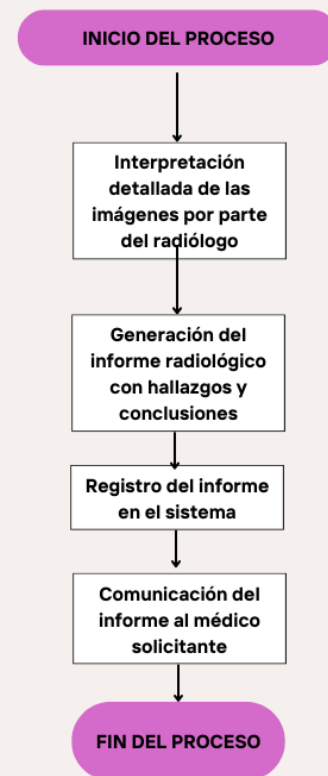 INICIO DEL PROCESO
Interpretación
detallada de las
imágenes por parte
del radiólogo
Generación del
informe radiológico
con hallazgos y
conclusiones
Registro del informe
en el sistema
Comunicación del
informe al médico
solicitante
FIN DEL PROCESO